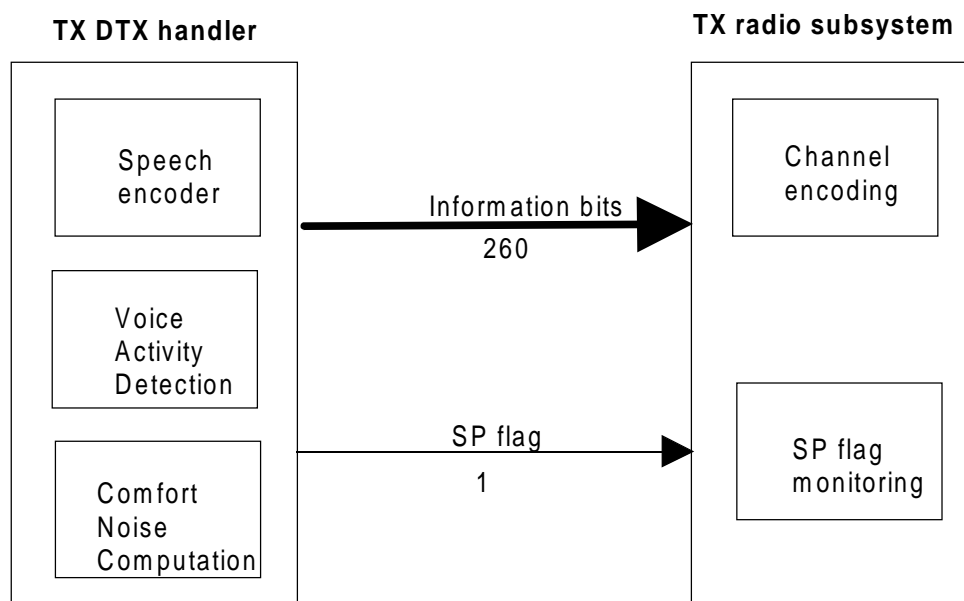 TX DTX handler
TX radio subsystem
Speech
encoder
Channel
encoding
Information bits
260
Voice
Activity
Detection
SP flag
1
SP flag
monitoring
Comfort
Noise
Computation